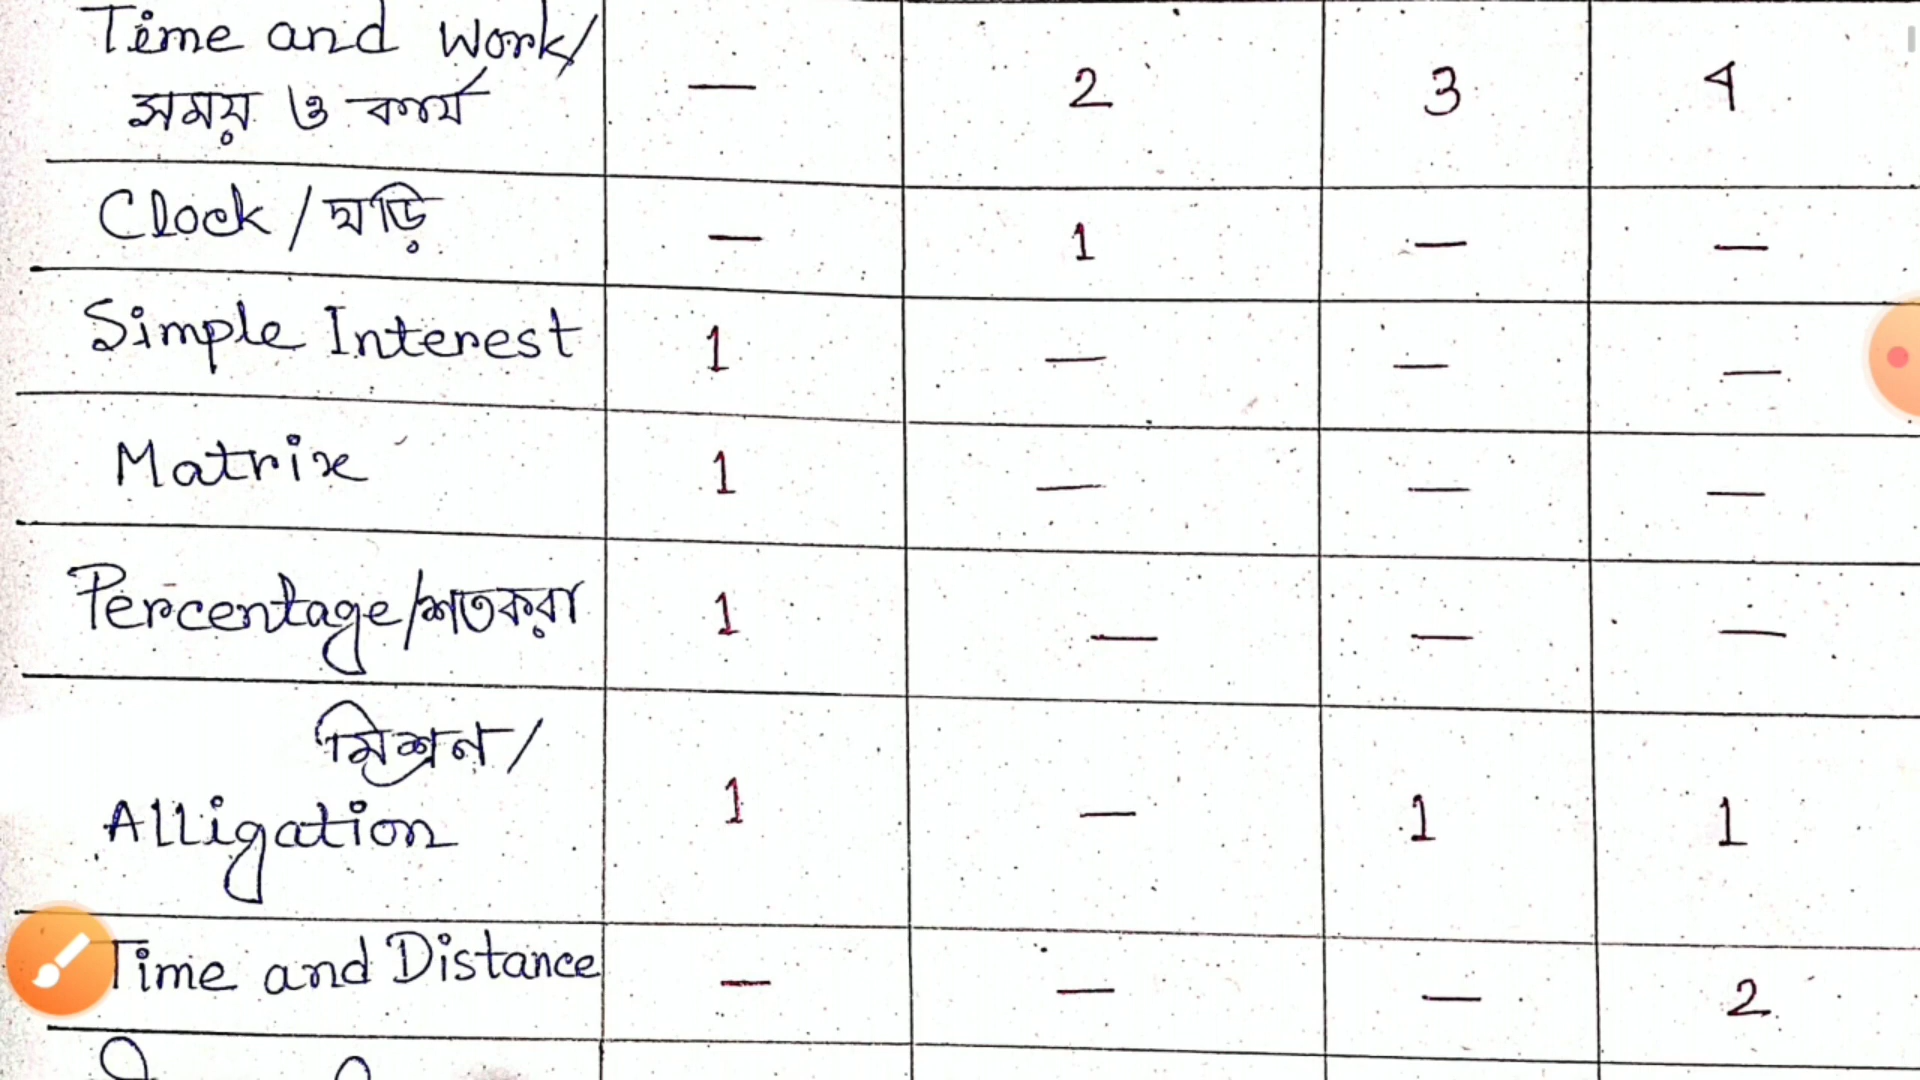 Time and Work/ — 2 3 4
সময় ও কার্য
Clock / ঘড়ি — 1 — —
Simple Interest 1 — — —
Matrix 1 — — —
Percentage/শতকরা 1 — — —
মিশ্রন/
Alligation 1 — 1 1
Time and Distance — — — 2